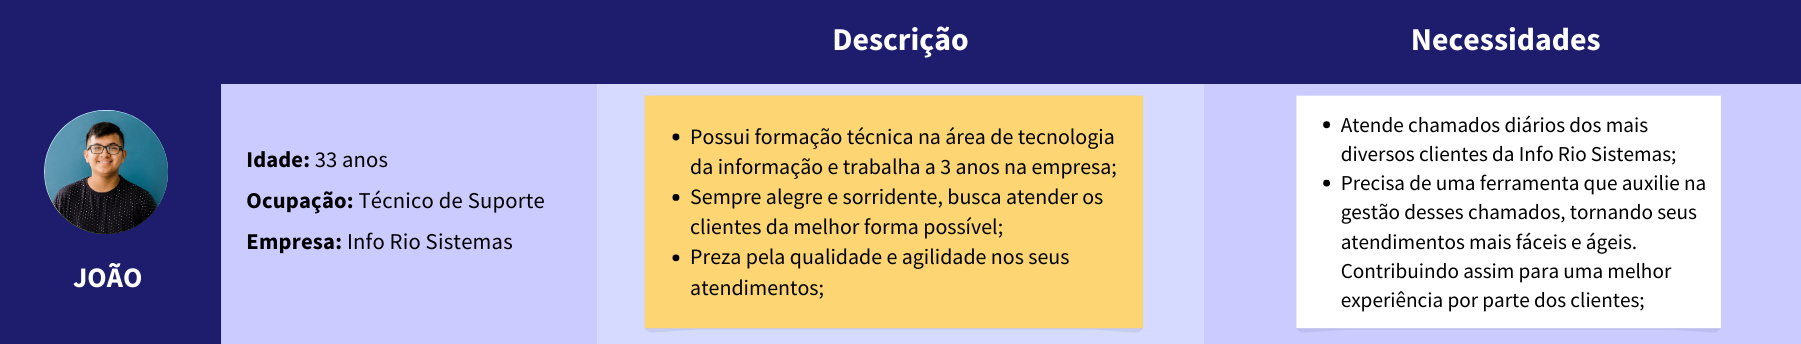 Descrição
Necessidades
JOÃO
Idade: 33 anos
Ocupação: Técnico de Suporte
Empresa: Info Rio Sistemas
• Possui formação técnica na área de tecnologia
da informação e trabalha a 3 anos na empresa;
• Sempre alegre e sorridente, busca atender os
clientes da melhor forma possível;
• Preza pela qualidade e agilidade nos seus
atendimentos;
• Atende chamados diários dos mais
diversos clientes da Info Rio Sistemas;
• Precisa de uma ferramenta que auxilie na
gestão desses chamados, tornando seus
atendimentos mais fáceis e ágeis.
Contribuindo assim para uma melhor
experiência por parte dos clientes;